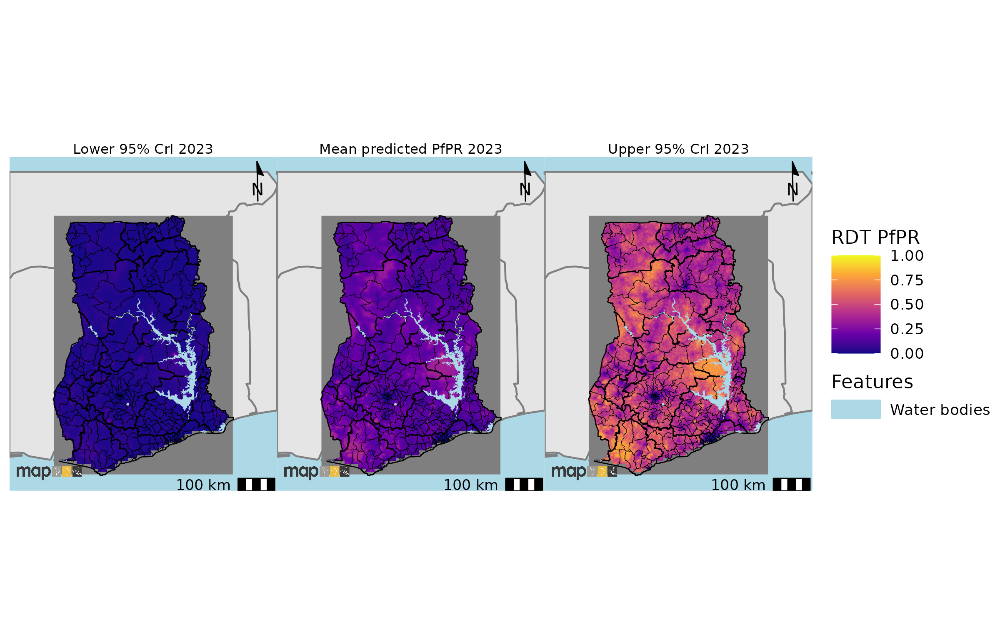 Lower 95% CrI 2023
Mean predicted PfPR 2023
Upper 95% CrI 2023
N
N
N
RDT PfPR
1.00
0.75
0.50
0.25
0.00
Features
Water bodies
map
map
map
100 km
100 km
100 km